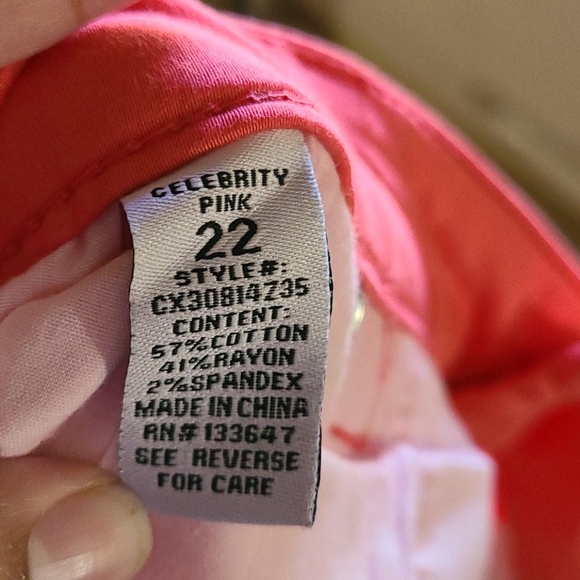 CELEBRITY
PINK
22
STYLE#:
CX30814Z35
CONTENT:
57%COTTON
41%RAYON
2%SPANDEX
MADE IN CHINA
RN# 133647
SEE REVERSE
FOR CARE